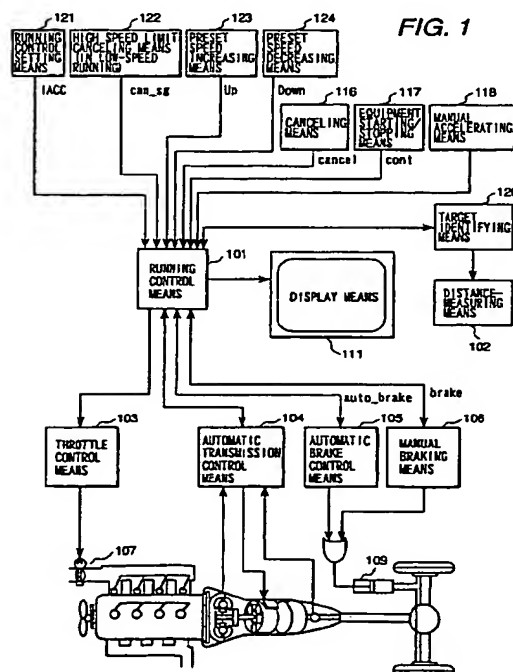 FIG. 1
121
122
123
124
RUNNING
CONTROL
SETTING
MEANS
HIGH SPEED LIMIT
CANCELING MEANS
(IN LOW-SPEED
RUNNING)
PRESET
SPEED
INCREASING
MEANS
PRESET
SPEED
DECREASING
MEANS
IACC
can_sg
Up
Down
116
117
118
CANCELING
MEANS
EQUIPMENT
STARTING/
STOPPING
MEANS
MANUAL
ACCELERATING
MEANS
cancel
cont
120
TARGET
IDENTIFYING
MEANS
101
RUNNING
CONTROL
MEANS
DISPLAY MEANS
111
DISTANCE-
MEASURING
MEANS
102
auto_brake
brake
103
104
105
106
THROTTLE
CONTROL
MEANS
AUTOMATIC
TRANSMISSION
CONTROL
MEANS
AUTOMATIC
BRAKE
CONTROL
MEANS
MANUAL
BRAKING
MEANS
107
109